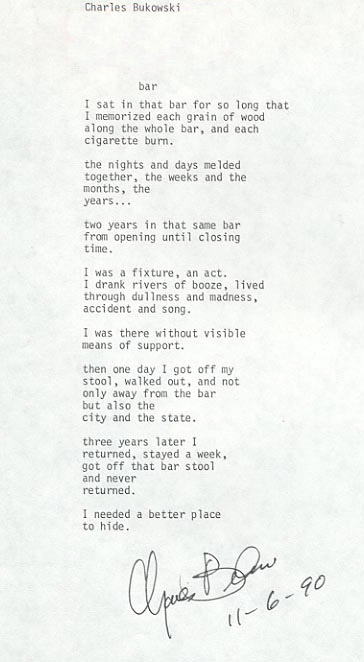 Charles Bukowski
bar
I sat in that bar for so long that
I memorized each grain of wood
along the whole bar, and each
cigarette burn.
the nights and days melded
together, the weeks and the
months, the
years...
two years in that same bar
from opening until closing
time.
I was a fixture, an act.
I drank rivers of booze, lived
through dullness and madness,
accident and song.
I was there without visible
means of support.
then one day I got off my
stool, walked out, and not
only away from the bar
but also the
city and the state.
three years later I
returned, stayed a week,
got off that bar stool
and never
returned.
I needed a better place
to hide.
Charles Bukowski
11-6-90